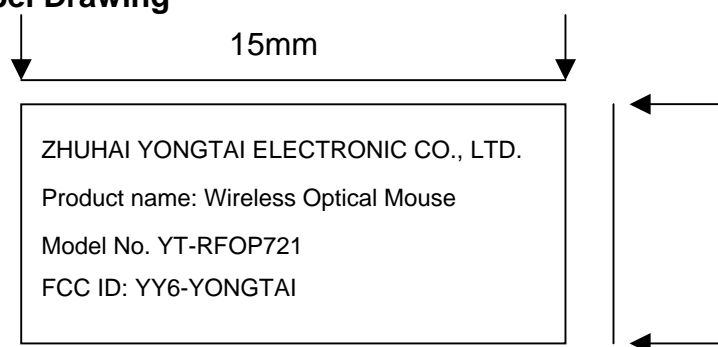 Drawing
15mm
ZHUHAI YONGTAI ELECTRONIC CO., LTD.
Product name: Wireless Optical Mouse
Model No. YT-RFOP721
FCC ID: YY6-YONGTAI